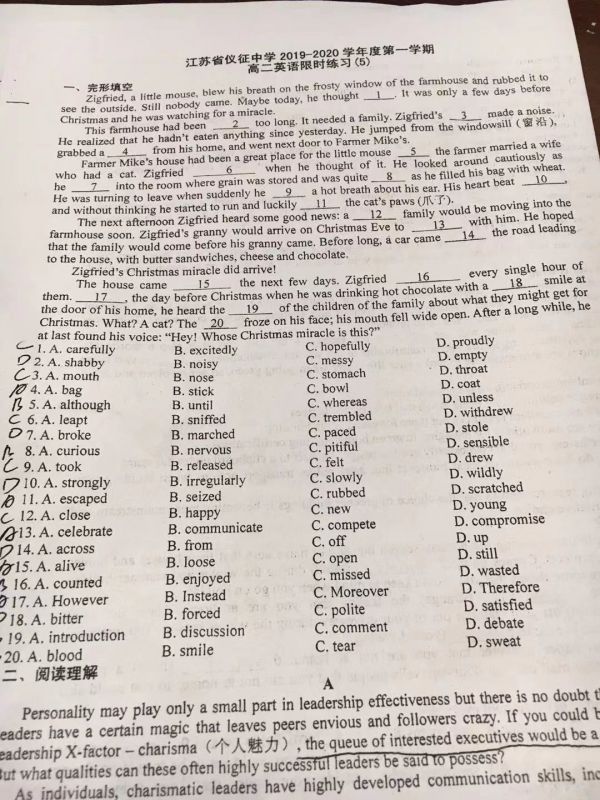 江苏省仪征中学 2019-2020 学年度第一学期
高二英语限时练习(5)
一、完形填空
Zigfried, a little mouse, blew his breath on the frosty window of the farmhouse and rubbed it to
see the outside. Still nobody came. Maybe today, he thought __1__. It was only a few days before
Christmas and he was watching for a miracle.
This farmhouse had been __2__ too long. It needed a family. Zigfried's __3__ made a noise.
He realized that he hadn't eaten anything since yesterday. He jumped from the windowsill (窗沿),
grabbed a __4__ from his home, and went next door to Farmer Mike's.
Farmer Mike's house had been a great place for the little mouse __5__ the farmer married a wife
who had a cat. Zigfried __6__ when he thought of it. He looked around cautiously as
he __7__ into the room where grain was stored and was quite __8__ as he filled his bag with wheat.
He was turning to leave when suddenly he __9__ a hot breath about his ear. His heart beat __10__,
and without thinking he started to run and luckily __11__ the cat's paws (爪子).
The next afternoon Zigfried heard some good news: a __12__ family would be moving into the
farmhouse soon. Zigfried's granny would arrive on Christmas Eve to __13__ with him. He hoped
that the family would come before his granny came. Before long, a car came __14__ the road leading
to the house, with butter sandwiches, cheese and chocolate.
Zigfried's Christmas miracle did arrive!
The house came __15__ the next few days. Zigfried __16__ every single hour of
them. __17__, the day before Christmas when he was drinking hot chocolate with a __18__ smile at
the door of his home, he heard the __19__ of the children of the family about what they might get for
Christmas. What? A cat? The __20__ froze on his face; his mouth fell wide open. After a long while, he
at last found his voice: "Hey! Whose Christmas miracle is this?"
C 1. A. carefully B. excitedly C. hopefully D. proudly
D 2. A. shabby B. noisy C. messy D. empty
C 3. A. mouth B. nose C. stomach D. throat
A 4. A. bag B. stick C. bowl D. coat
B 5. A. although B. until C. whereas D. unless
C 6. A. leapt B. sniffed C. trembled D. withdrew
D 7. A. broke B. marched C. paced D. stole
8. A. curious B. nervous C. pitiful D. sensible
C 9. A. took B. released C. felt D. drew
D 10. A. strongly B. irregularly C. slowly D. wildly
A 11. A. escaped B. seized C. rubbed D. scratched
C 12. A. close B. happy C. new D. young
A 13. A. celebrate B. communicate C. compete D. compromise
D 14. A. across B. from C. off D. up
A 15. A. alive B. loose C. open D. still
B 16. A. counted B. enjoyed C. missed D. wasted
17. A. However B. Instead C. Moreover D. Therefore
D 18. A. bitter B. forced C. polite D. satisfied
19. A. introduction B. discussion C. comment D. debate
20. A. blood B. smile C. tear D. sweat
二、阅读理解
A
Personality may play only a small part in leadership effectiveness but there is no doubt
leaders have a certain magic that leaves peers envious and followers crazy. If you could
leadership X-factor – charisma (个人魅力), the queue of interested executives would be a
But what qualities can these often highly successful leaders be said to possess?
As individuals, charismatic leaders have highly developed communication skills,